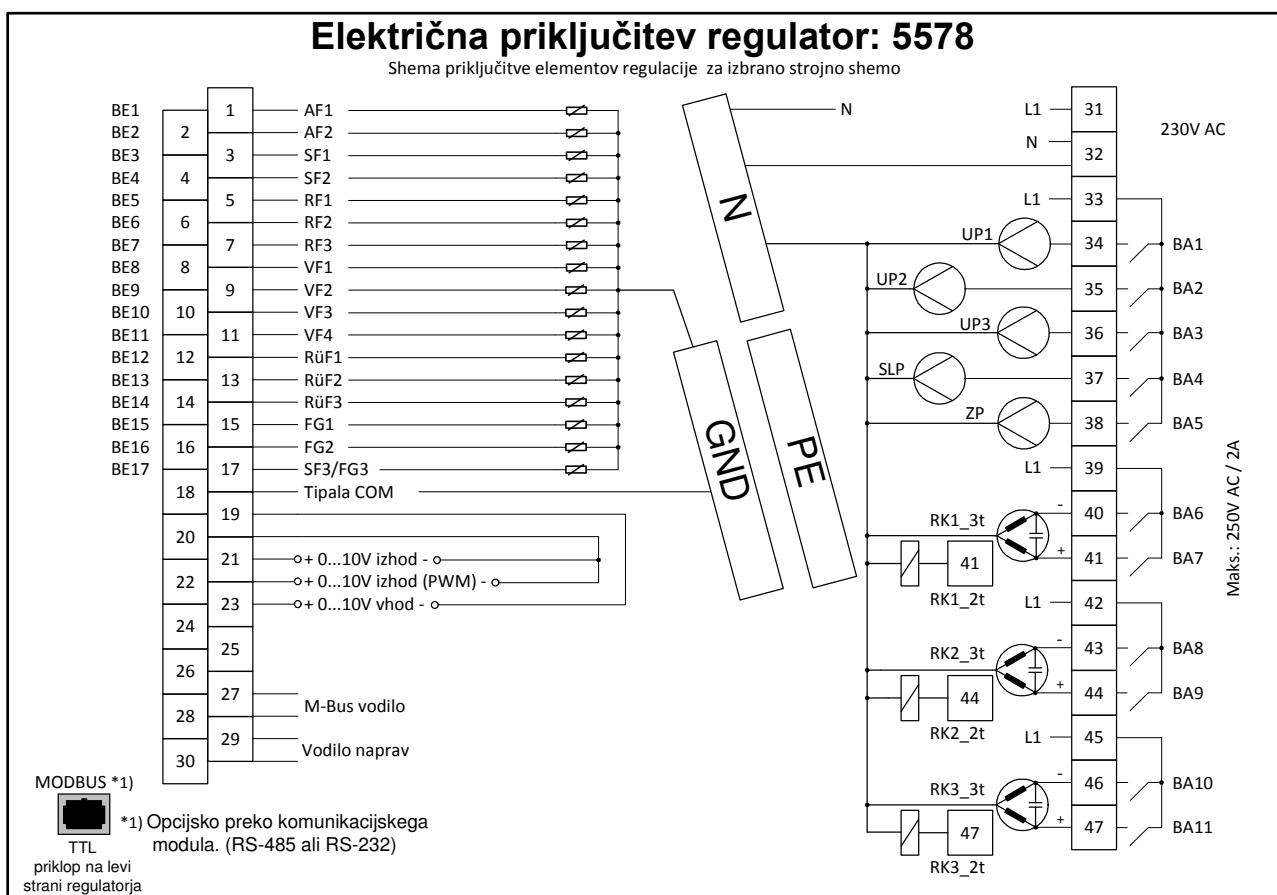 Električna priključitev regulator: 5578
Shema priključitve elementov regulacije za izbrano strojno shemo
BE1 1 AF1
BE2 2 AF2
BE3 3 SF1
BE4 4 SF2
BE5 5 RF1
BE6 6 RF2
BE7 7 RF3
BE8 8 VF1
BE9 9 VF2
BE10 10 VF3
BE11 11 VF4
BE12 12 RüF1
BE13 13 RüF2
BE14 14 RüF3
BE15 15 FG1
BE16 16 FG2
BE17 17 SF3/FG3
18 Tipala COM
19
20
21 + 0...10V izhod -
22 + 0...10V izhod (PWM) -
23 + 0...10V vhod -
24
25
26
27
M-Bus vodilo
28
29
Vodilo naprav
30
MODBUS *1)
TTL
priklop na levi
strani regulatorja
*1) Opcijsko preko komunikacijskega
modula. (RS-485 ali RS-232)
N
N
GND
PE
L1 31
230V AC
N 32
L1 33
UP1 34 BA1
UP2 35 BA2
UP3 36 BA3
SLP 37 BA4
ZP 38 BA5
L1 39
RK1_3t - 40 BA6
41 + 41 BA7
RK1_2t
L1 42
RK2_3t - 43 BA8
44 + 44 BA9
RK2_2t
L1 45
RK3_3t - 46 BA10
47 + 47 BA11
RK3_2t
Maks.: 250V AC / 2A